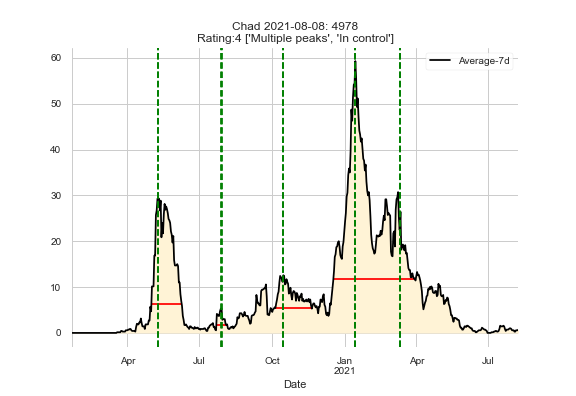 Chad 2021-08-08: 4978
Rating:4 ['Multiple peaks', 'In control']
Average-7d
60
50
40
30
20
10
0
Apr
Jul
Oct
Jan
2021
Apr
Jul
Date